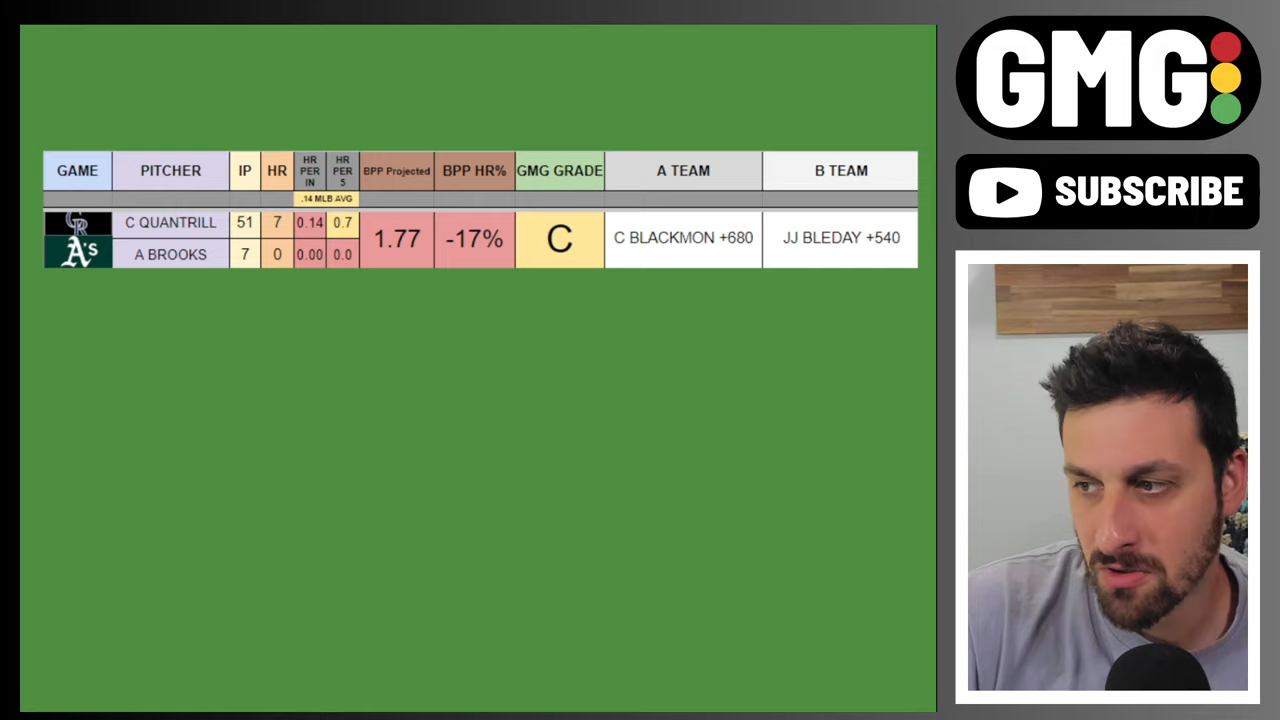 GMG
SUBSCRIBE
GAME PITCHER IP HR HR PER IN HR PER 5 BPP Projected BPP HR% GMG GRADE A TEAM B TEAM
.14 MLB AVG
CR C QUANTRILL 51 7 0.14 0.7 1.77 -17% C C BLACKMON +680 JJ BLEDAY +540
A's A BROOKS 7 0 0.00 0.0